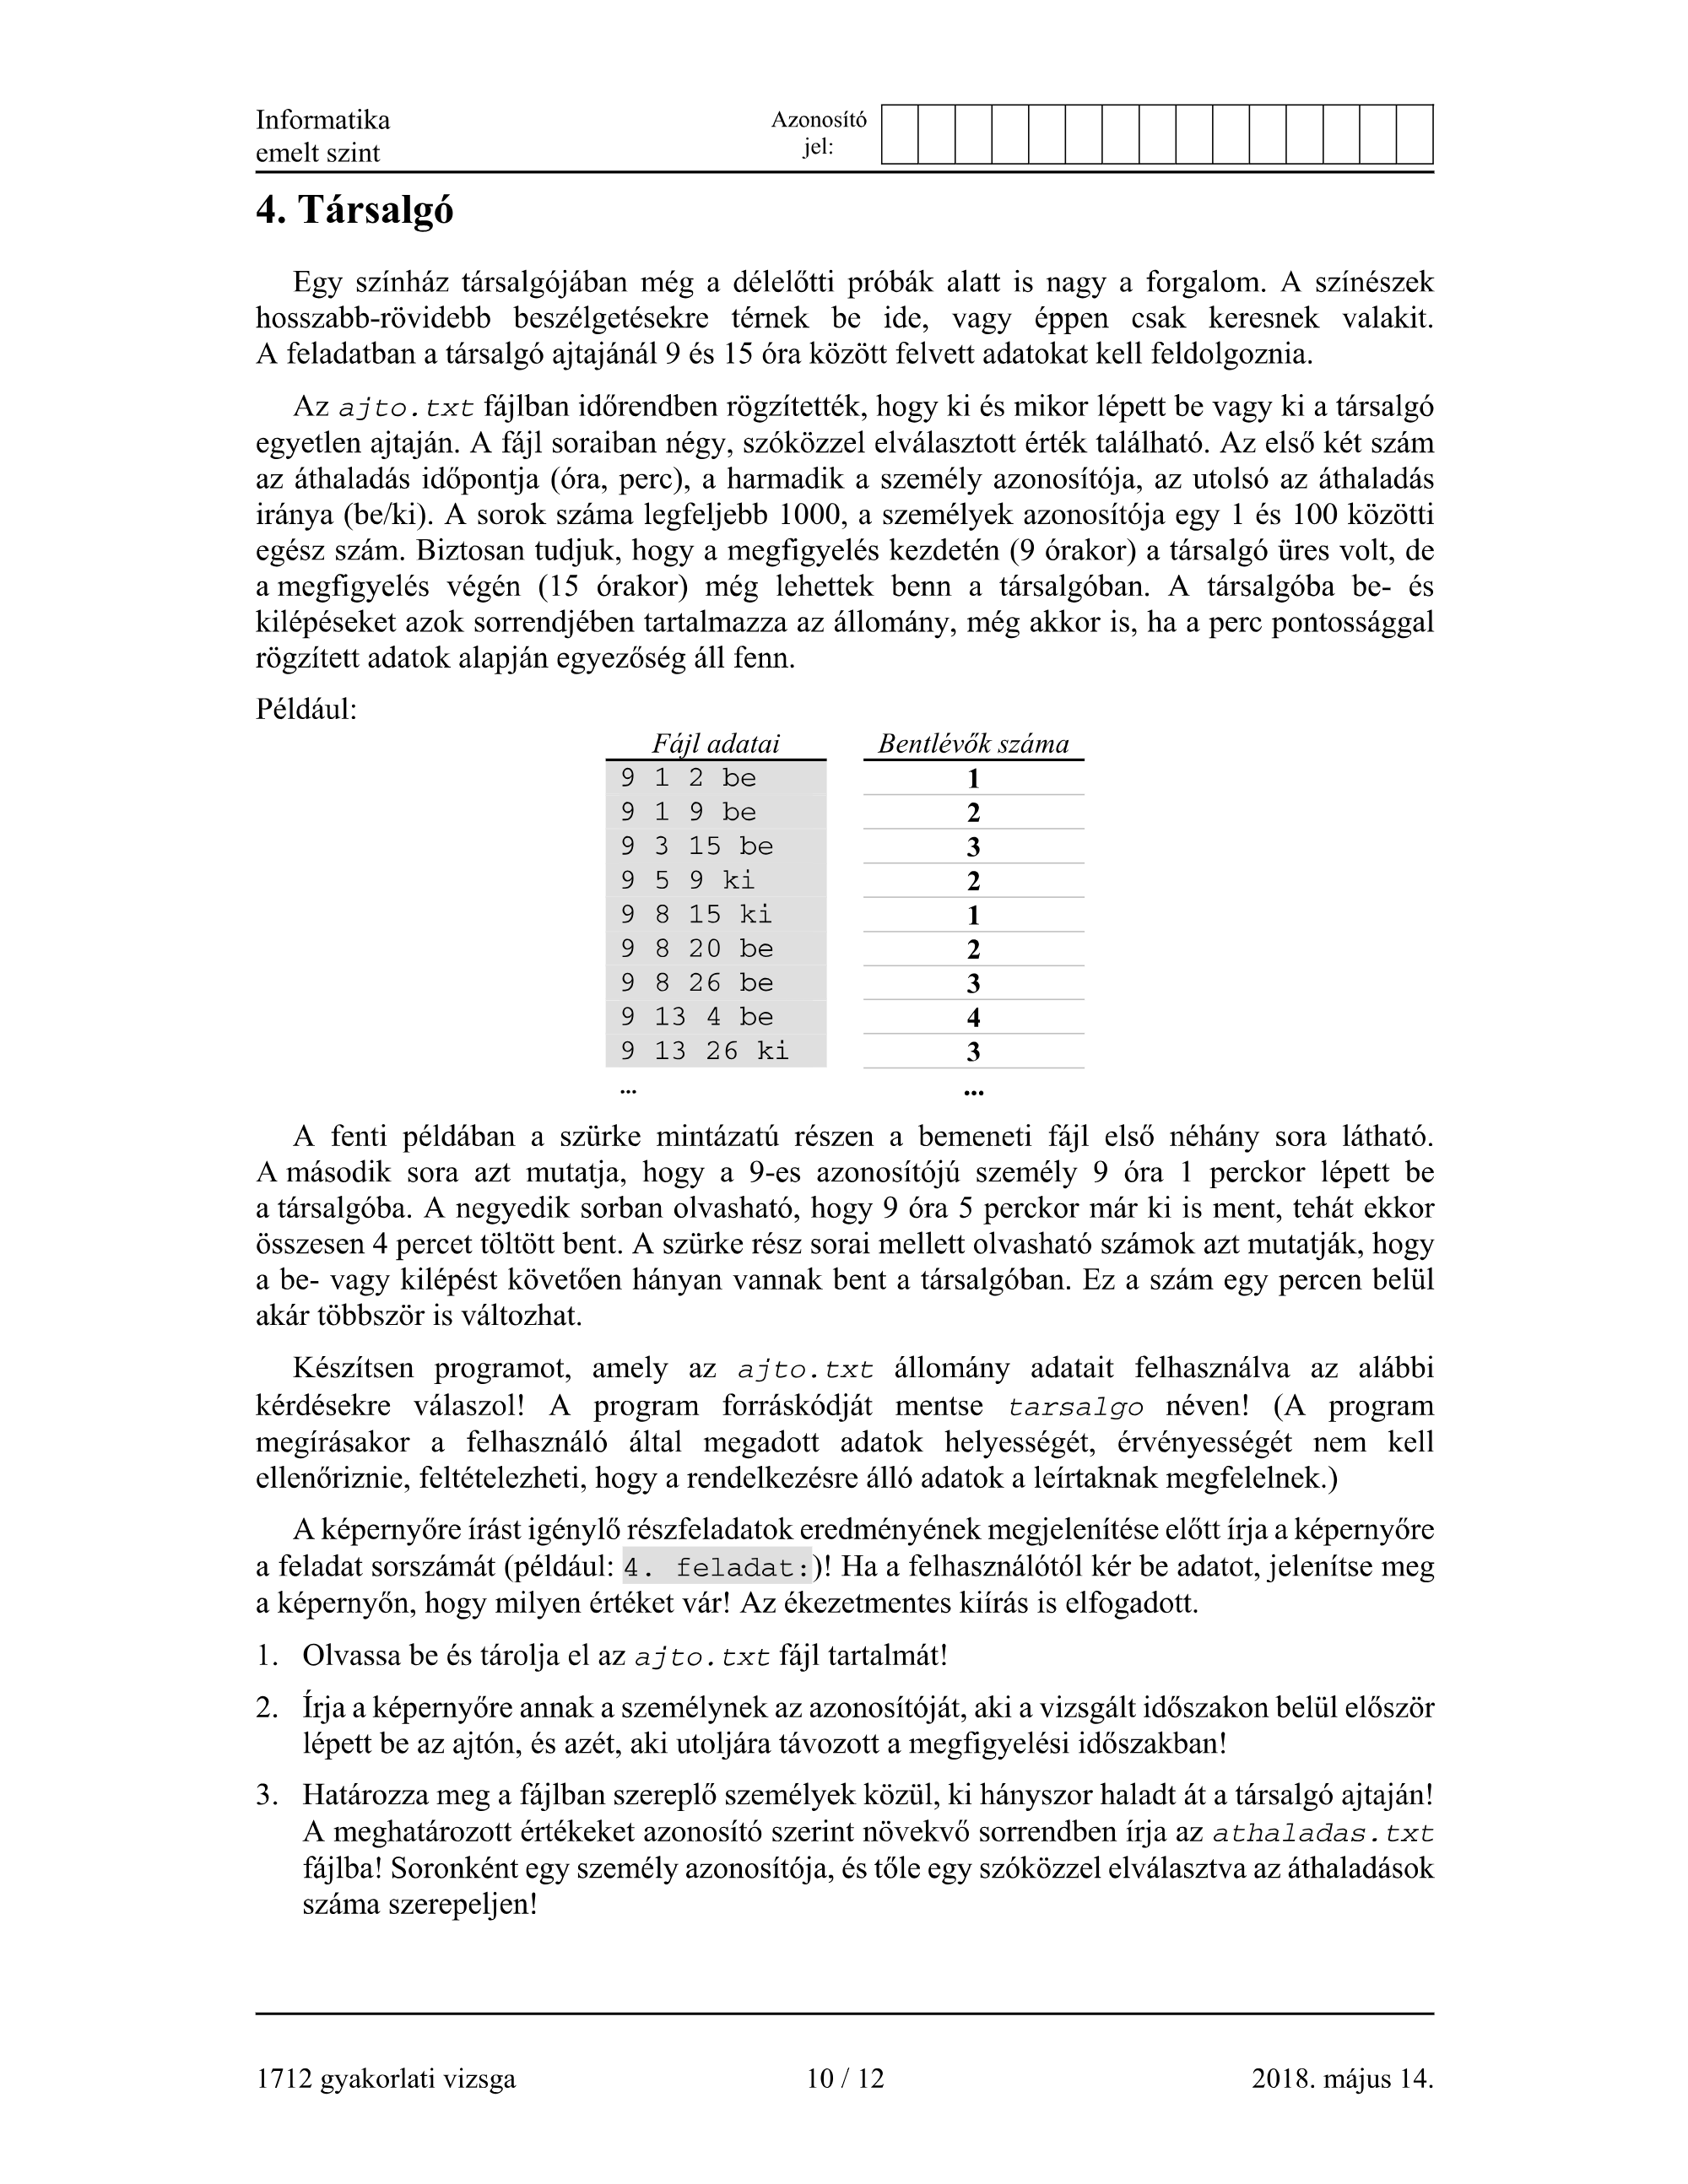 Informatika
emelt szint
Azonosító
jel:
4. Társalgó
Egy színház társalgójában még a délelőtti próbák alatt is nagy a forgalom. A színészek
hosszabb-rövidebb beszélgetésekre térnek be ide, vagy éppen csak keresnek valakit.
A feladatban a társalgó ajtajánál 9 és 15 óra között felvett adatokat kell feldolgoznia.
Az ajto.txt fájlban időrendben rögzítették, hogy ki és mikor lépett be vagy ki a társalgó
egyetlen ajtaján. A fájl soraiban négy, szóközzel elválasztott érték található. Az első két szám
az áthaladás időpontja (óra, perc), a harmadik a személy azonosítója, az utolsó az áthaladás
iránya (be/ki). A sorok száma legfeljebb 1000, a személyek azonosítója egy 1 és 100 közötti
egész szám. Biztosan tudjuk, hogy a megfigyelés kezdetén (9 órakor) a társalgó üres volt, de
a megfigyelés végén (15 órakor) még lehettek benn a társalgóban. A társalgóba be- és
kilépéseket azok sorrendjében tartalmazza az állomány, még akkor is, ha a perc pontossággal
rögzített adatok alapján egyezőség áll fenn.
Például:
Fájl adatai Bentlévők száma
9 1 2 be 1
9 1 9 be 2
9 3 15 be 3
9 5 9 ki 2
9 8 15 ki 1
9 8 20 be 2
9 8 26 be 3
9 13 4 be 4
9 13 26 ki 3
... ...
A fenti példában a szürke mintázatú részen a bemeneti fájl első néhány sora látható.
A második sora azt mutatja, hogy a 9-es azonosítójú személy 9 óra 1 perckor lépett be
a társalgóba. A negyedik sorban olvasható, hogy 9 óra 5 perckor már ki is ment, tehát ekkor
összesen 4 percet töltött bent. A szürke rész sorai mellett olvasható számok azt mutatják, hogy
a be- vagy kilépést követően hányan vannak bent a társalgóban. Ez a szám egy percen belül
akár többször is változhat.
Készítsen programot, amely az ajto.txt állomány adatait felhasználva az alábbi
kérdésekre válaszol! A program forráskódját mentse tarsalgo néven! (A program
megírásakor a felhasználó által megadott adatok helyességét, érvényességét nem kell
ellenőriznie, feltételezheti, hogy a rendelkezésre álló adatok a leírtaknak megfelelnek.)
A képernyőre írást igénylő részfeladatok eredményének megjelenítése előtt írja a képernyőre
a feladat sorszámát (például: 4. feladat:)! Ha a felhasználótól kér be adatot, jelenítse meg
a képernyőn, hogy milyen értéket vár! Az ékezetmentes kiírás is elfogadott.
1. Olvassa be és tárolja el az ajto.txt fájl tartalmát!
2. Írja a képernyőre annak a személynek az azonosítóját, aki a vizsgált időszakon belül először
lépett be az ajtón, és azét, aki utoljára távozott a megfigyelési időszakban!
3. Határozza meg a fájlban szereplő személyek közül, ki hányszor haladt át a társalgó ajtaján!
A meghatározott értékeket azonosító szerint növekvő sorrendben írja az athaladas.txt
fájlba! Soronként egy személy azonosítója, és tőle egy szóközzel elválasztva az áthaladások
száma szerepeljen!
1712 gyakorlati vizsga 10 / 12 2018. május 14.